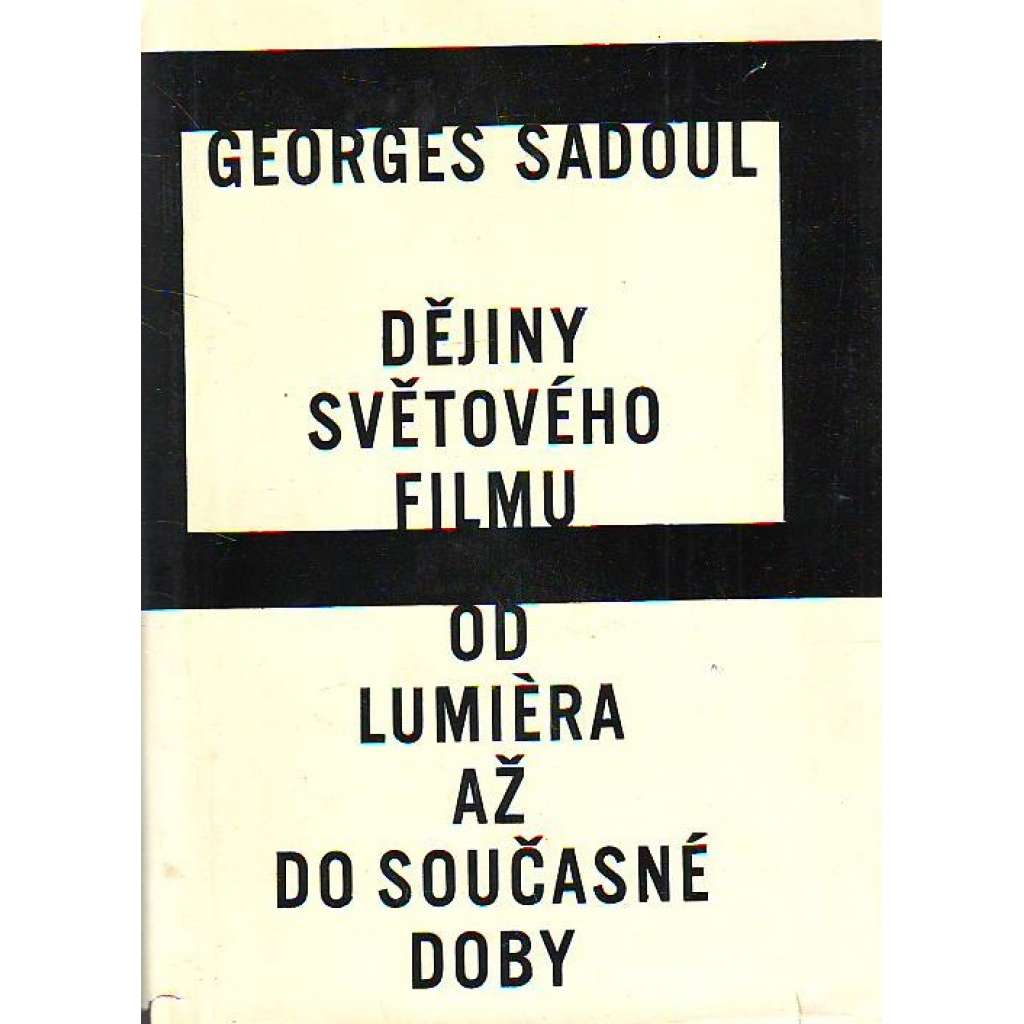 GEORGES SADOUL
DĚJINY
SVĚTOVÉHO
FILMU
OD
LUMIÈRA
AŽ
DO SOUČASNÉ
DOBY